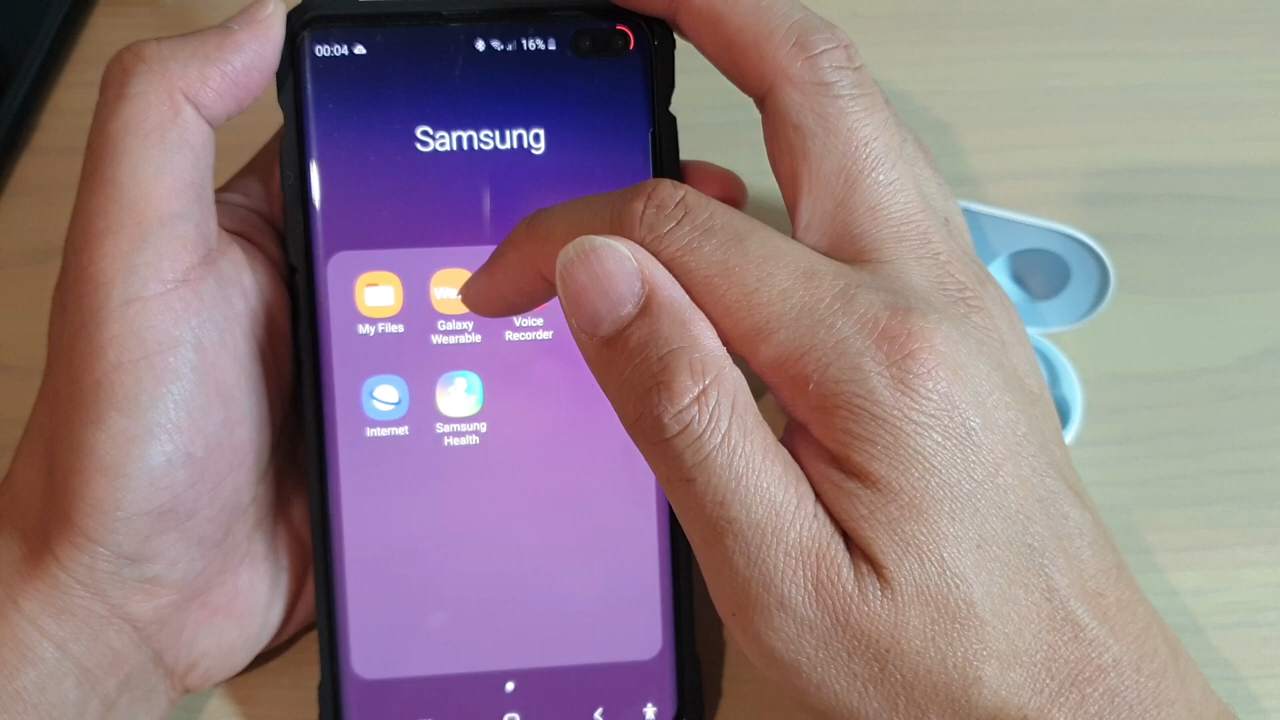 00:04
16%
Samsung
My Files
Galaxy
Wearable
Voice
Recorder
Internet
Samsung
Health